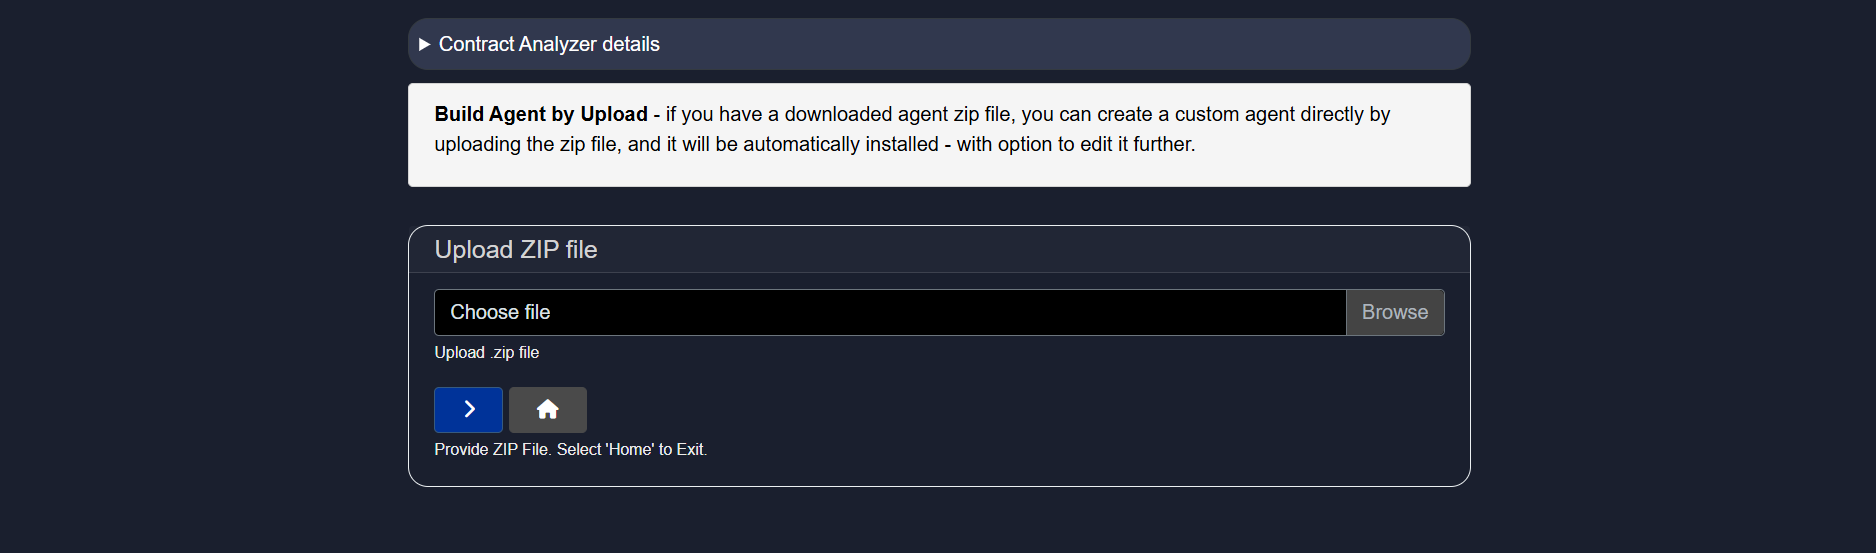 Contract Analyzer details
Build Agent by Upload - if you have a downloaded agent zip file, you can create a custom agent directly by
uploading the zip file, and it will be automatically installed - with option to edit it further.
Upload ZIP file
Choose file
Browse
Upload .zip file
Provide ZIP File. Select 'Home' to Exit.